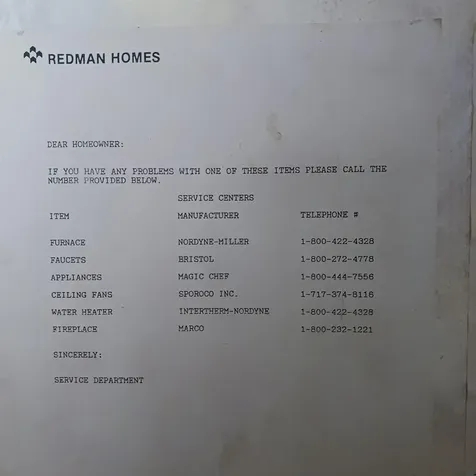 REDMAN HOMES
DEAR HOMEOWNER:
IF YOU HAVE ANY PROBLEMS WITH ONE OF THESE ITEMS PLEASE CALL THE
NUMBER PROVIDED BELOW.
SERVICE CENTERS
ITEM MANUFACTURER TELEPHONE #
FURNACE NORDYNE-MILLER 1-800-422-4328
FAUCETS BRISTOL 1-800-272-4778
APPLIANCES MAGIC CHEF 1-800-444-7556
CEILING FANS SPOROCO INC. 1-717-374-8116
WATER HEATER INTERTHERM-NORDYNE 1-800-422-4328
FIREPLACE MARCO 1-800-232-1221
SINCERELY:
SERVICE DEPARTMENT